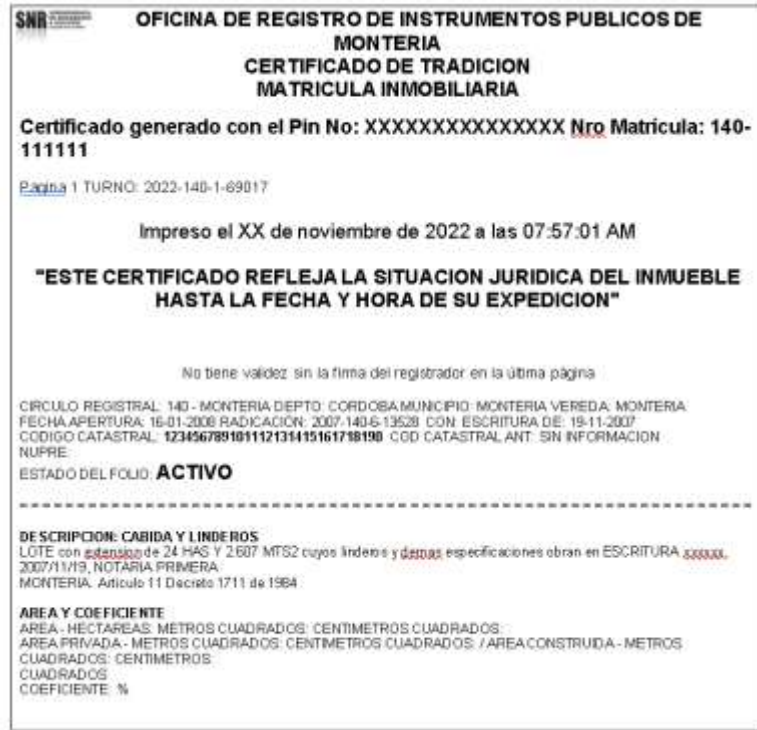 SNR
OFICINA DE REGISTRO DE INSTRUMENTOS PUBLICOS DE
MONTERIA
CERTIFICADO DE TRADICION
MATRICULA INMOBILIARIA
Certificado generado con el Pin No: XXXXXXXXXXXXXXX Nro Matricula: 140-
111111
Pagina 1 TURNO: 2022-140-1-69017
Impreso el XX de noviembre de 2022 a las 07:57:01 AM
"ESTE CERTIFICADO REFLEJA LA SITUACION JURIDICA DEL INMUEBLE
HASTA LA FECHA Y HORA DE SU EXPEDICION"
No tiene validez sin la firma del registrador en la última página
CIRCULO REGISTRAL: 140 - MONTERIA DEPTO: CORDOBA MUNICIPIO: MONTERIA VEREDA: MONTERIA
FECHA APERTURA: 16-01-2008 RADICACIÓN: 2007-140-6-13528 CON: ESCRITURA DE: 19-11-2007
CODIGO CATASTRAL: 123456789101112131415161718190 COD CATASTRAL ANT: SIN INFORMACION
NUPRE:
ESTADO DEL FOLIO: ACTIVO
DESCRIPCION: CABIDA Y LINDEROS
LOTE con extension de 24 HAS Y 2.607 MTS2 cuyos linderos y demas especificaciones obran en ESCRITURA xxxxxx,
2007/11/19, NOTARIA PRIMERA
MONTERIA. Articulo 11 Decreto 1711 de 1984
AREA Y COEFICIENTE
AREA - HECTAREAS: METROS CUADRADOS: CENTIMETROS CUADRADOS:
AREA PRIVADA - METROS CUADRADOS: CENTIMETROS CUADRADOS: / AREA CONSTRUIDA - METROS
CUADRADOS: CENTIMETROS:
CUADRADOS
COEFICIENTE: %